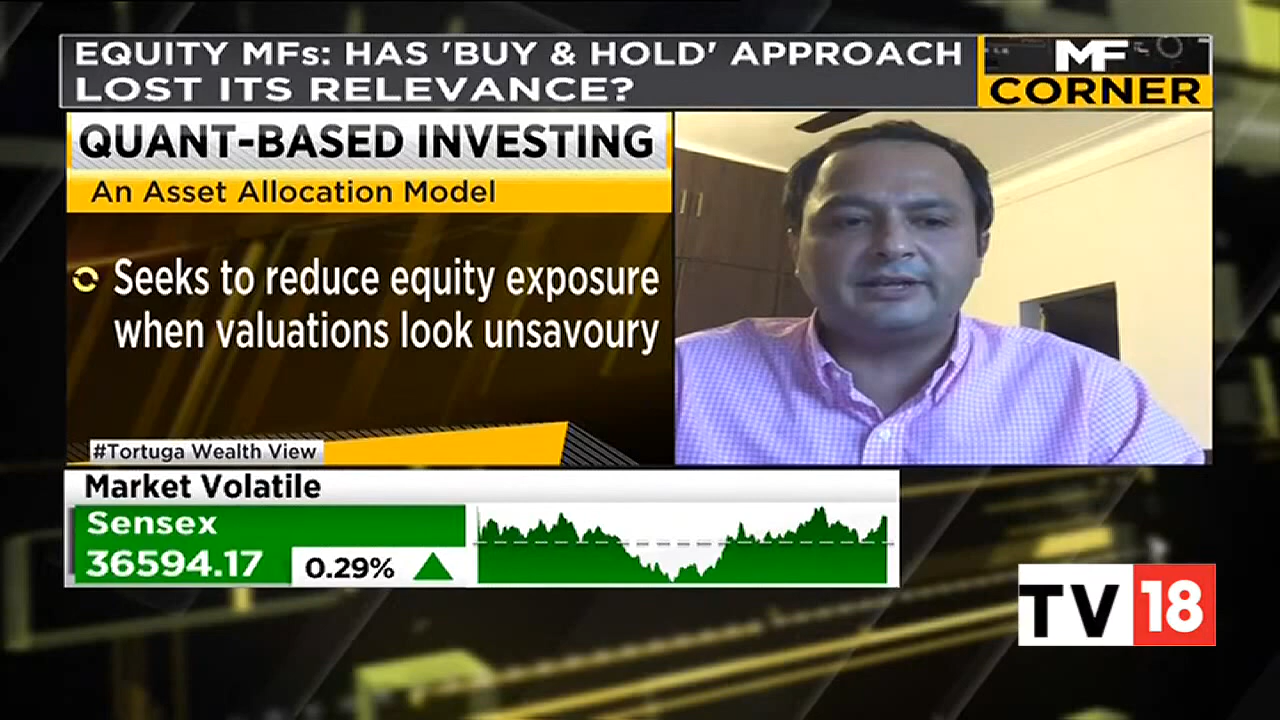 EQUITY MFs: HAS 'BUY & HOLD' APPROACH
LOST ITS RELEVANCE?
MF
CORNER
QUANT-BASED INVESTING
An Asset Allocation Model
Seeks to reduce equity exposure
when valuations look unsavoury
#Tortuga Wealth View
Market Volatile
Sensex
36594.17
0.29%
TV18